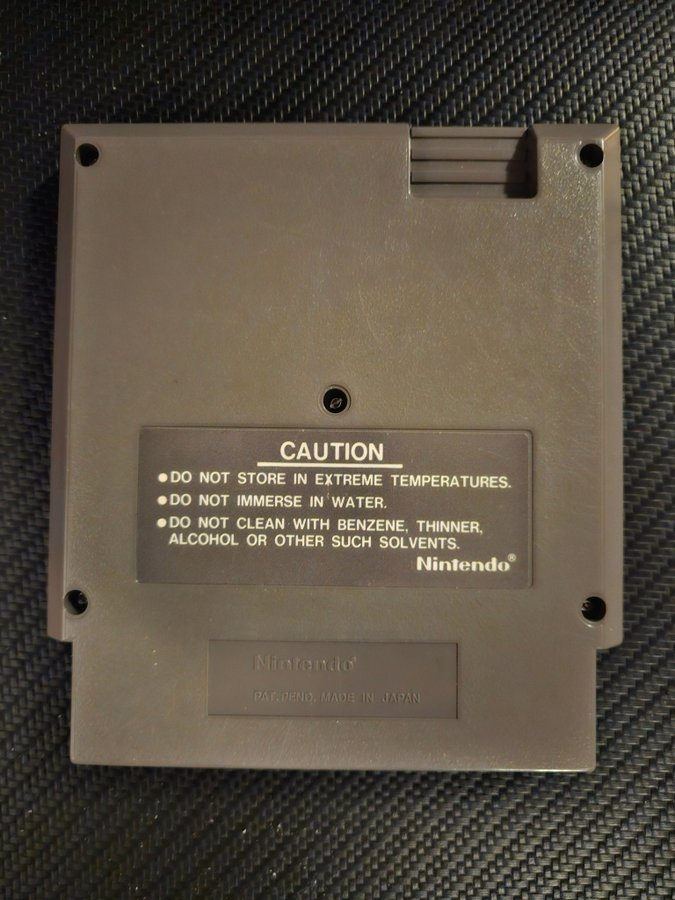 CAUTION
●DO NOT STORE IN EXTREME TEMPERATURES.
●DO NOT IMMERSE IN WATER.
●DO NOT CLEAN WITH BENZENE, THINNER,
ALCOHOL OR OTHER SUCH SOLVENTS.
Nintendo®
Nintendo®
PAT. PEND. MADE IN JAPAN